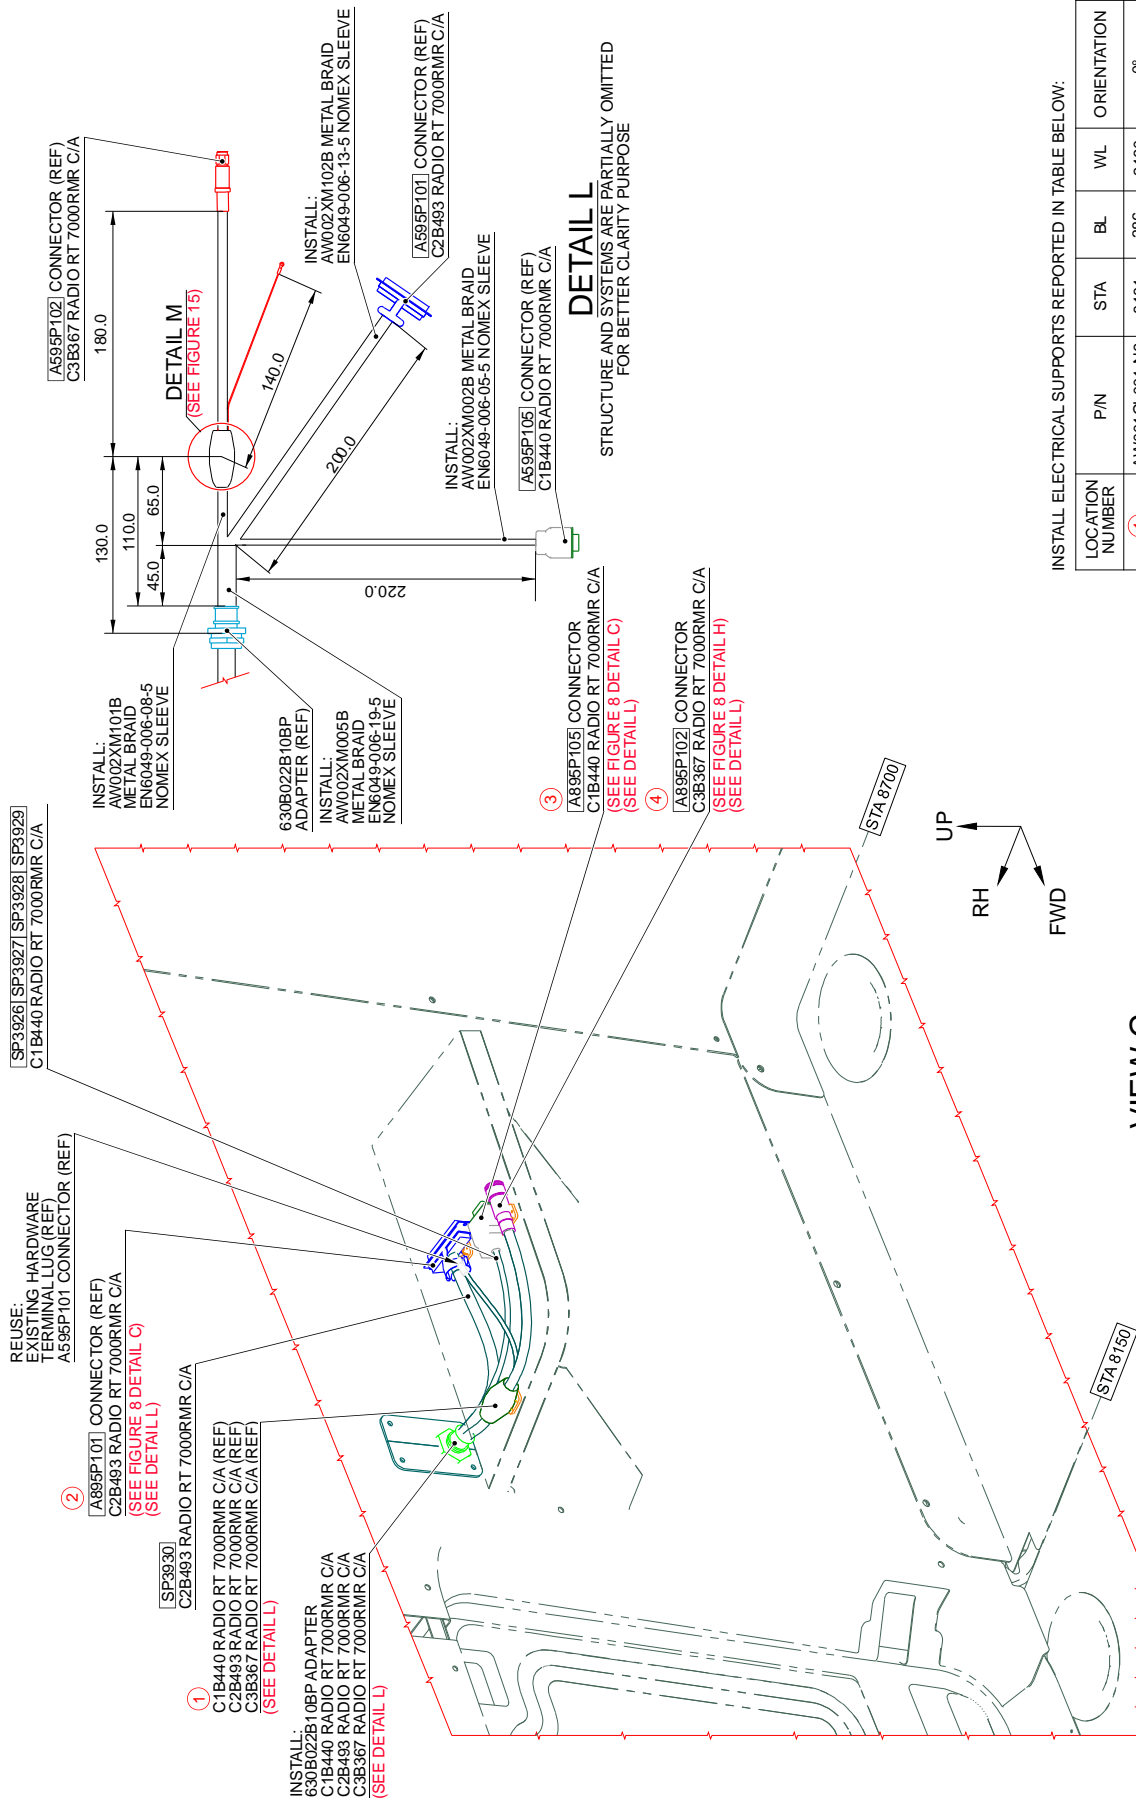 REUSE:
EXISTING HARDWARE
TERMINAL LUG (REF)
A595P101 CONNECTOR (REF)
SP3926 SP3927 SP3928 SP3929
C1B440 RADIO RT 7000RMR C/A
2
A895P101 CONNECTOR (REF)
C2B493 RADIO RT 7000RMR C/A
(SEE FIGURE 8 DETAIL C)
(SEE DETAIL L)
SP3930
C2B493 RADIO RT 7000RMR C/A
1
C1B440 RADIO RT 7000RMR C/A (REF)
C2B493 RADIO RT 7000RMR C/A (REF)
C3B367 RADIO RT 7000RMR C/A (REF)
(SEE DETAIL L)
INSTALL:
630B022B10BP ADAPTER
C1B440 RADIO RT 7000RMR C/A
C2B493 RADIO RT 7000RMR C/A
C3B367 RADIO RT 7000RMR C/A
(SEE DETAIL L)
3
A895P105 CONNECTOR
C1B440 RADIO RT 7000RMR C/A
(SEE FIGURE 8 DETAIL C)
(SEE DETAIL L)
4
A895P102 CONNECTOR
C3B367 RADIO RT 7000RMR C/A
(SEE FIGURE 8 DETAIL H)
(SEE DETAIL L)
STA 8700
STA 8150
UP
RH
FWD
A595P102 CONNECTOR (REF)
C3B367 RADIO RT 7000RMR C/A
180.0
130.0
110.0
65.0
45.0
DETAIL M
(SEE FIGURE 15)
140.0
200.0
220.0
INSTALL:
AW002XM101B
METAL BRAID
EN6049-006-08-5
NOMEX SLEEVE
630B022B10BP
ADAPTER (REF)
INSTALL:
AW002XM005B
METAL BRAID
EN6049-006-19-5
NOMEX SLEEVE
INSTALL:
AW002XM102B METAL BRAID
EN6049-006-13-5 NOMEX SLEEVE
A595P101 CONNECTOR (REF)
C2B493 RADIO RT 7000RMR C/A
INSTALL:
AW002XM002B METAL BRAID
EN6049-006-05-5 NOMEX SLEEVE
A595P105 CONNECTOR (REF)
C1B440 RADIO RT 7000RMR C/A
DETAIL L
STRUCTURE AND SYSTEMS ARE PARTIALLY OMITTED
FOR BETTER CLARITY PURPOSE
INSTALL ELECTRICAL SUPPORTS REPORTED IN TABLE BELOW:
LOCATION NUMBER P/N STA BL WL ORIENTATION
VIEW